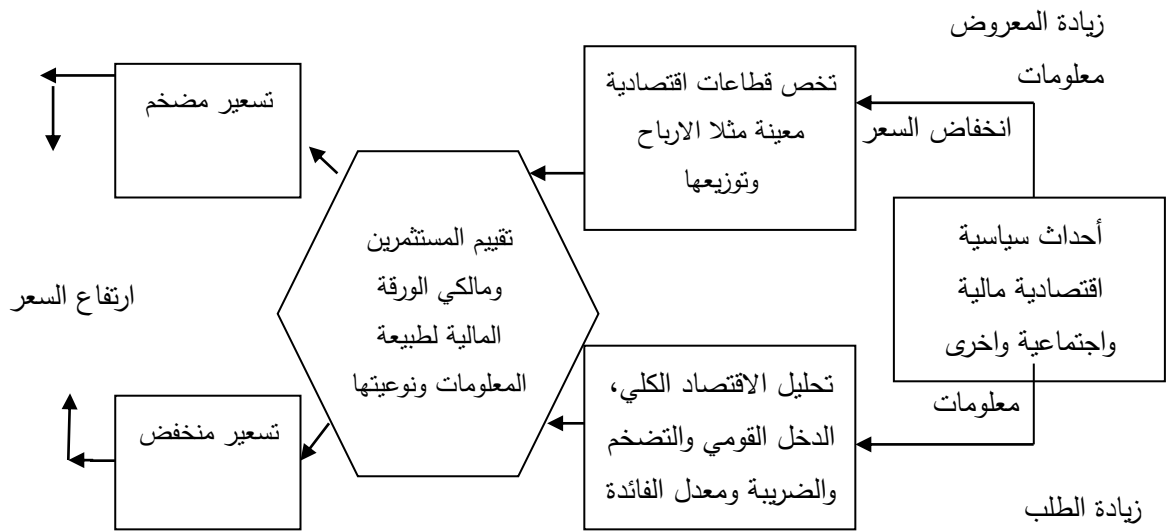 زيادة المعروض
معلومات
انخفاض السعر
أحداث سياسية
اقتصادية مالية
واجتماعية واخرى
معلومات
زيادة الطلب
تخص قطاعات اقتصادية
معينة مثلا الارباح
وتوزيعها
تحليل الاقتصاد الكلي،
الدخل القومي والتضخم
والضريبة ومعدل الفائدة
تقييم المستثمرين
ومالكي الورقة
المالية لطبيعة
المعلومات ونوعيتها
تسعير مضخم
ارتفاع السعر
تسعير منخفض